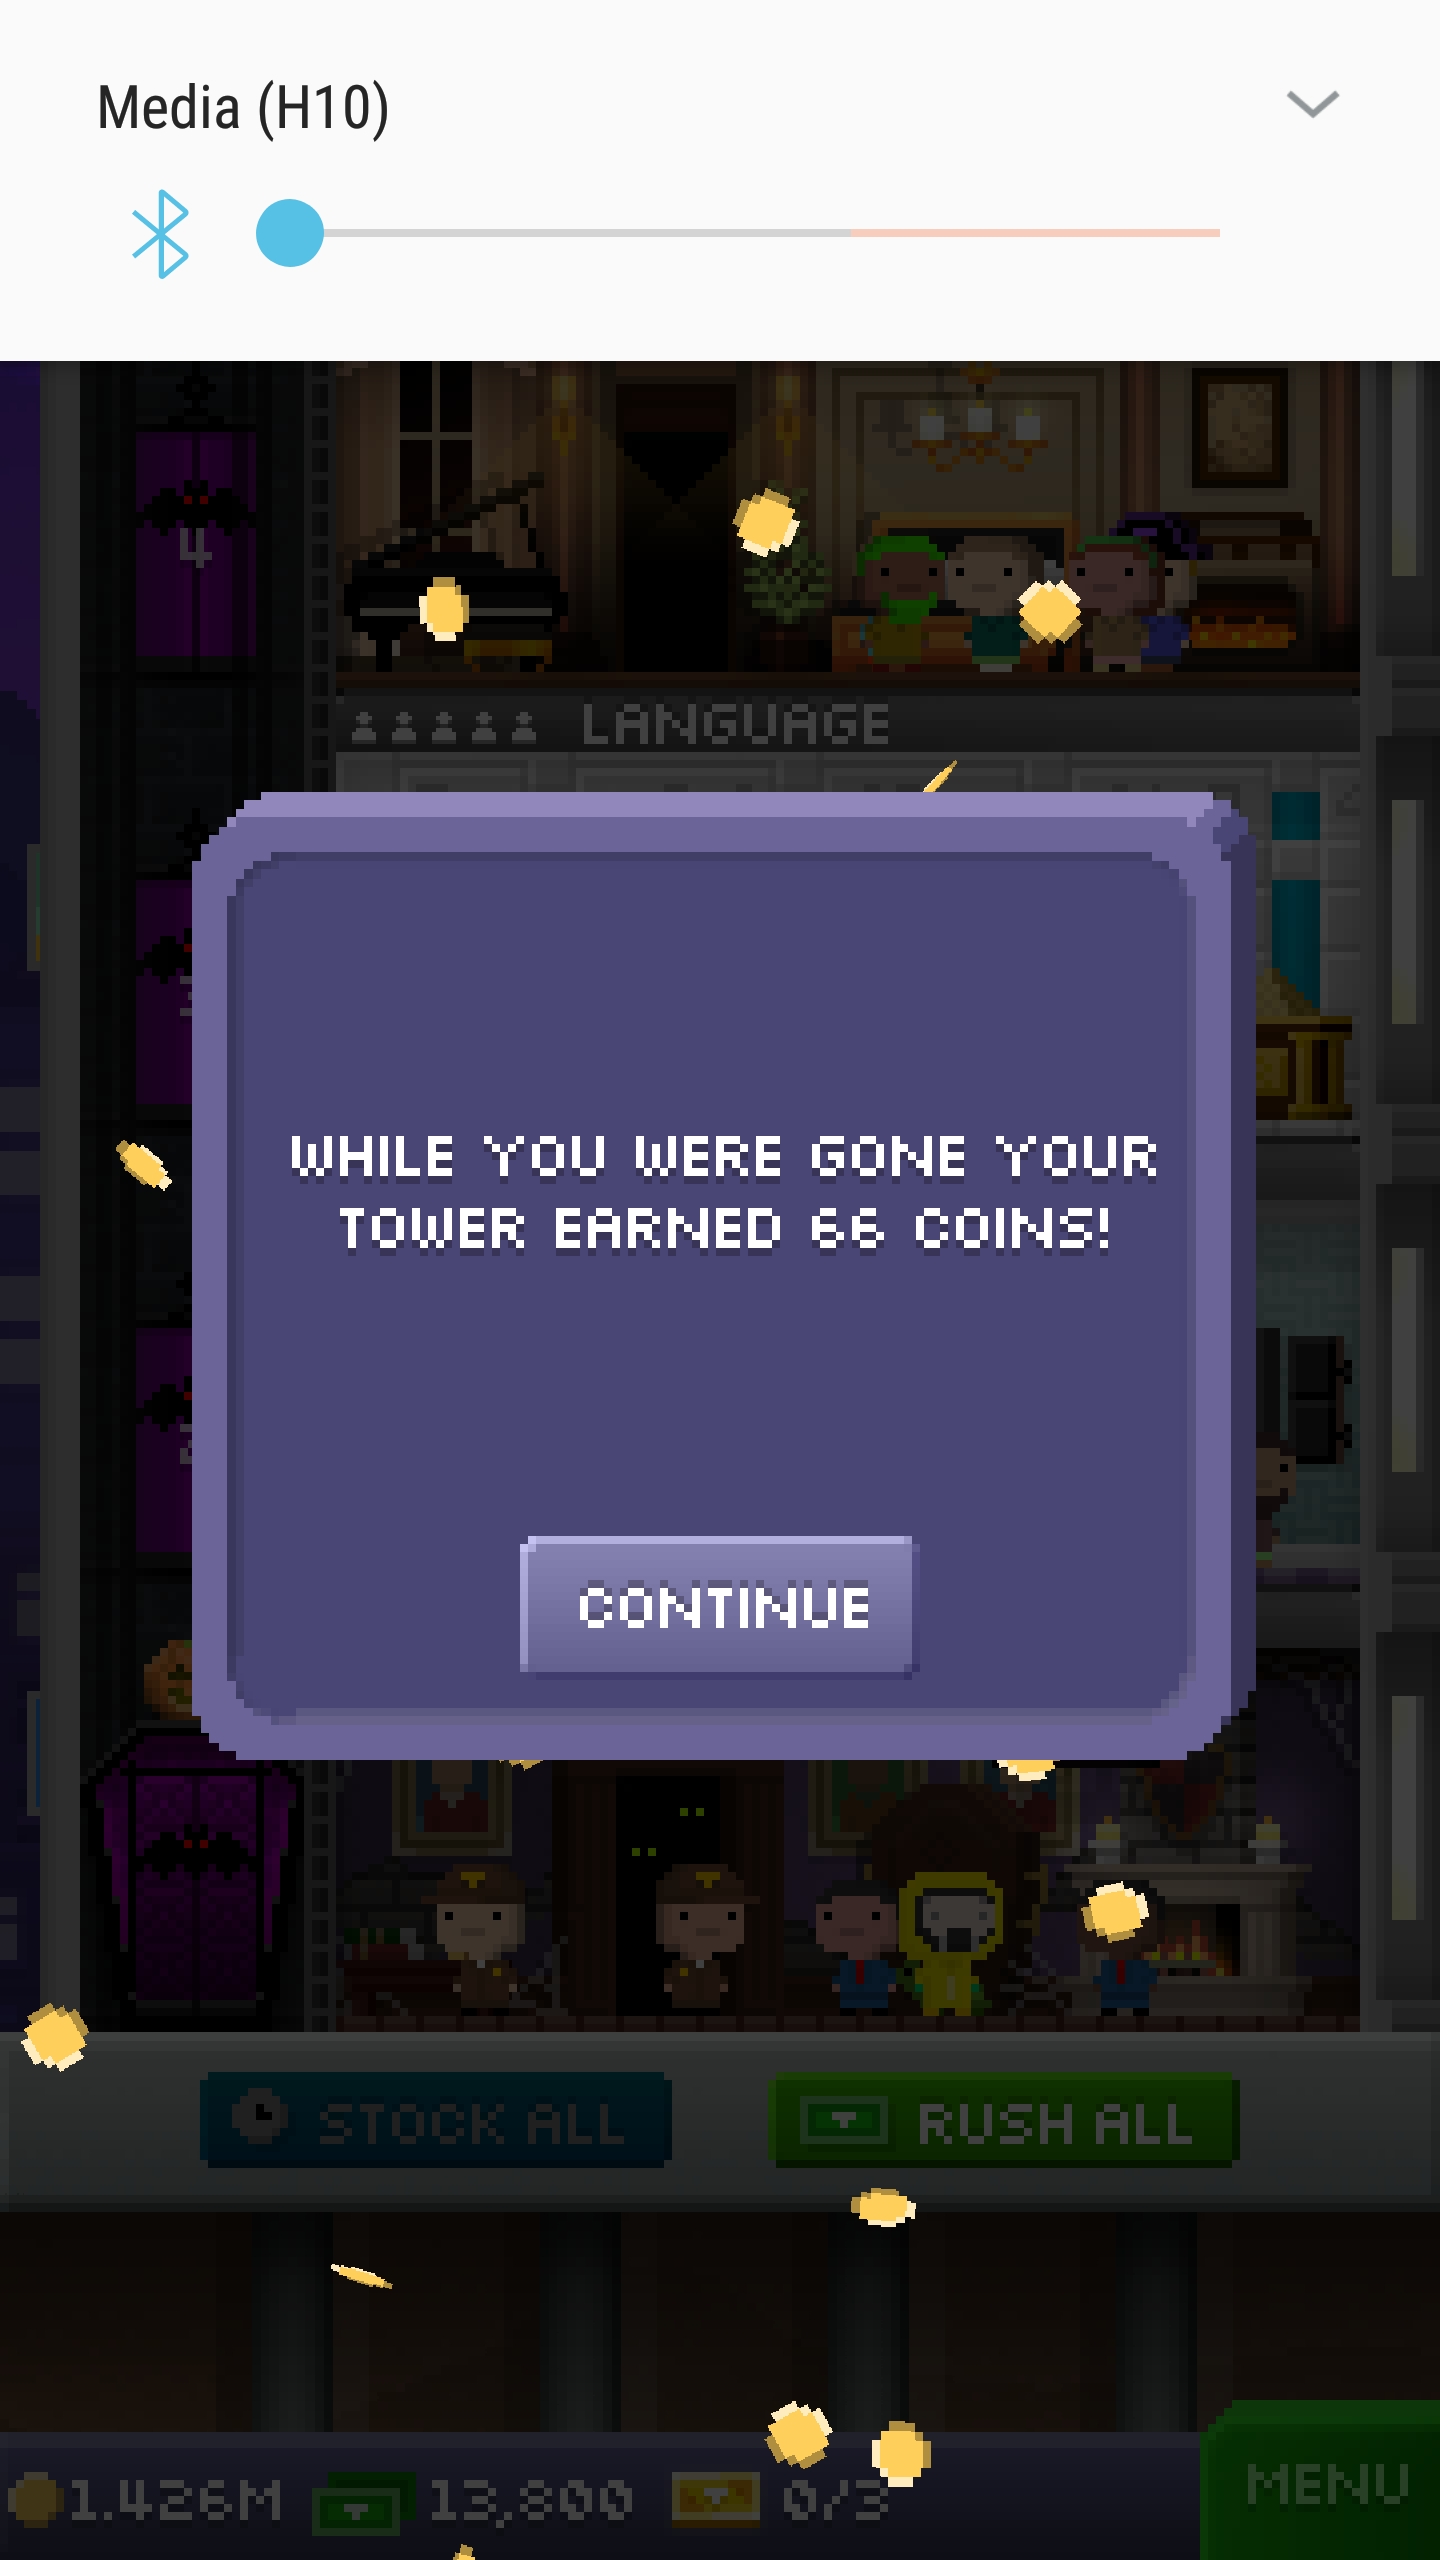 Media (H10)
4
LANGUAGE
WHILE YOU WERE GONE YOUR
TOWER EARNED 66 COINS!
CONTINUE
STOCK ALL
RUSH ALL
1.426M
13,800
0/3
MENU